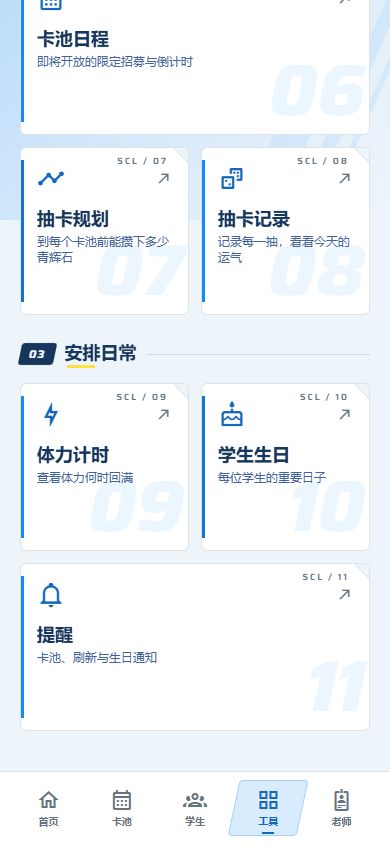 卡池日程
即将开放的限定招募与倒计时
06
SCL / 07
抽卡规划
到每个卡池前能攒下多少
青辉石
07
SCL / 08
抽卡记录
记录每一抽，看看今天的
运气
08
03 安排日常
SCL / 09
体力计时
查看体力何时回满
09
SCL / 10
学生生日
每位学生的重要日子
10
SCL / 11
提醒
卡池、刷新与生日通知
11
首页
卡池
学生
工具
老师